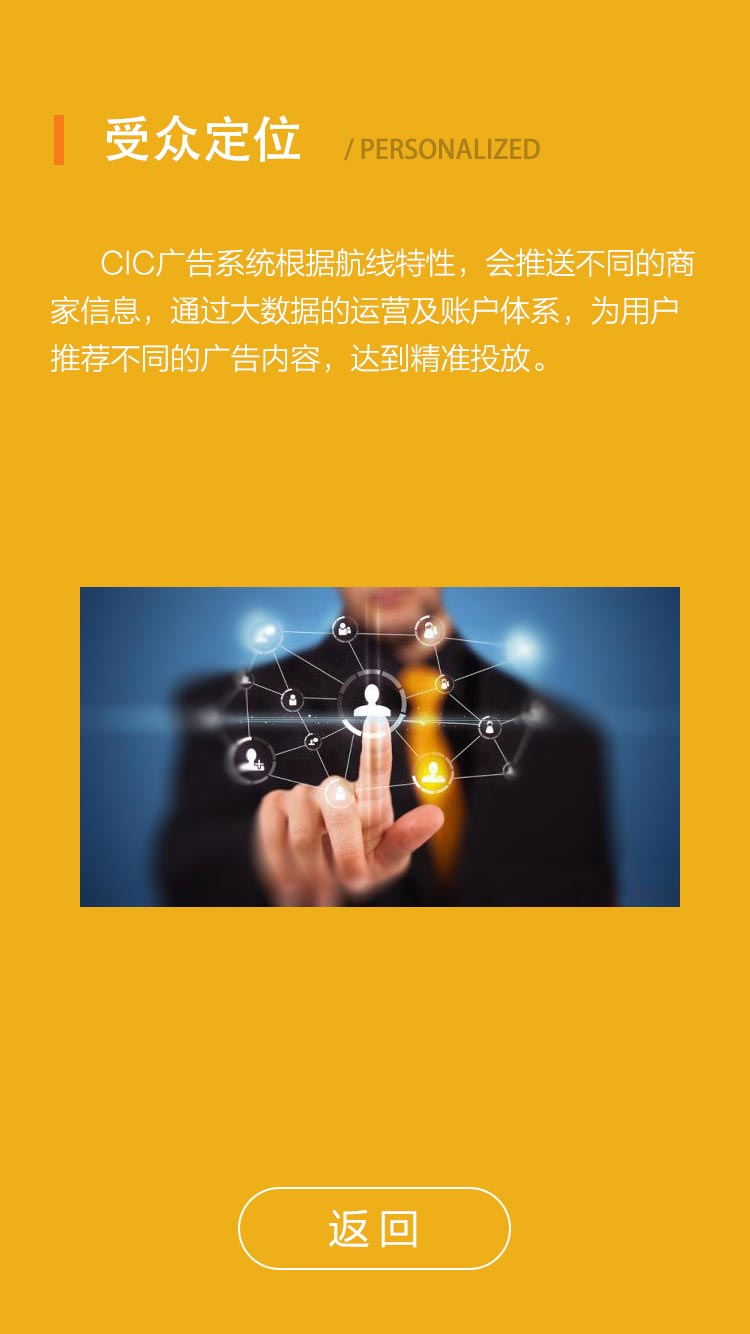 受众定位 / PERSONALIZED
CIC广告系统根据航线特性，会推送不同的商
家信息，通过大数据的运营及账户体系，为用户
推荐不同的广告内容，达到精准投放。
返回